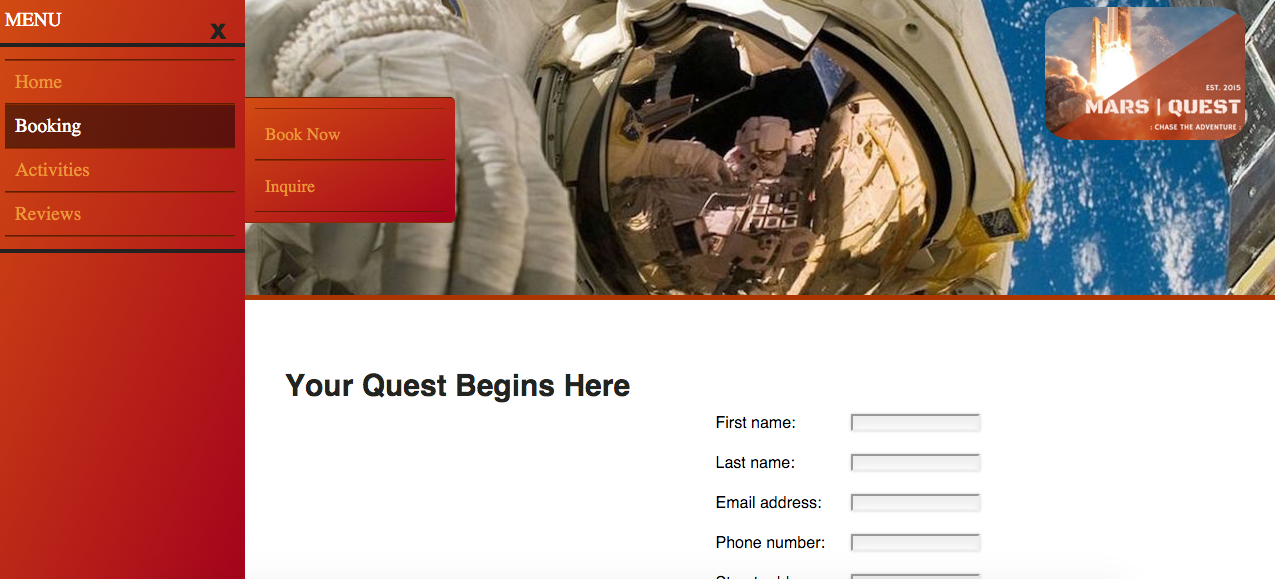 MENU
x
Home
Booking
Activities
Reviews
Book Now
Inquire
EST. 2015
MARS | QUEST
: CHASE THE ADVENTURE :
Your Quest Begins Here
First name:
Last name:
Email address:
Phone number: